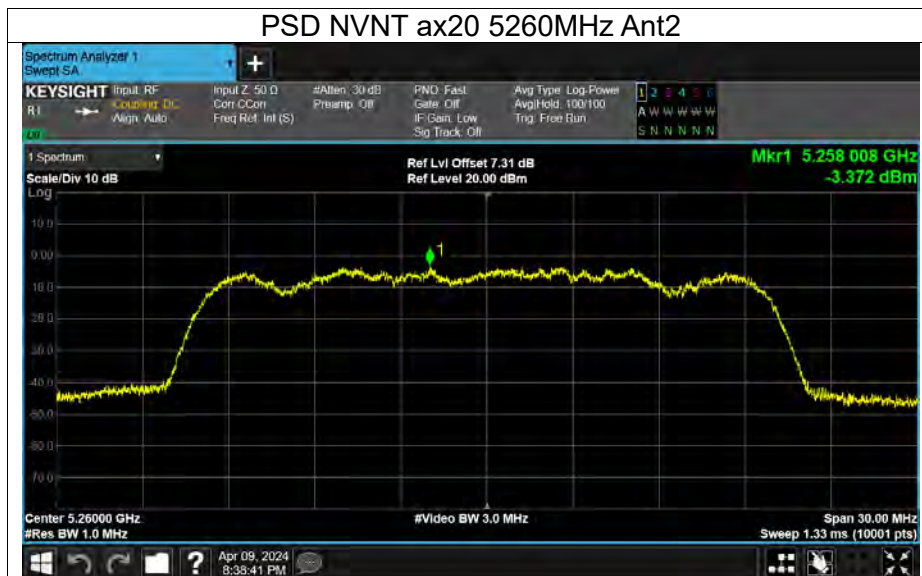 PSD NVNT ax20 5260MHz Ant2
Spectrum Analyzer 1
Swept SA
+
KEYSIGHT Input: RF Input Z: 50 Ω #Atten: 30 dB PNO: Fast Avg Type: Log-Power 1 2 3 4 5 6
Coupling: DC Corr CCorr Preamp: Off Gate: Off Avg|Hold: 100/100 A W W W W W
Align: Auto Freq Ref: Int (S) IF Gain: Low Trig: Free Run
Sig Track: Off S N N N N N
1 Spectrum Ref Lvl Offset 7.31 dB Mkr1 5.258 008 GHz
Scale/Div 10 dB Ref Level 20.00 dBm -3.372 dBm
Log
10.0
0.00
1
-10.0
-20.0
-30.0
-40.0
-50.0
-60.0
-70.0
Center 5.26000 GHz #Video BW 3.0 MHz Span 30.00 MHz
#Res BW 1.0 MHz Sweep 1.33 ms (10001 pts)
? Apr 09, 2024
8:38:41 PM